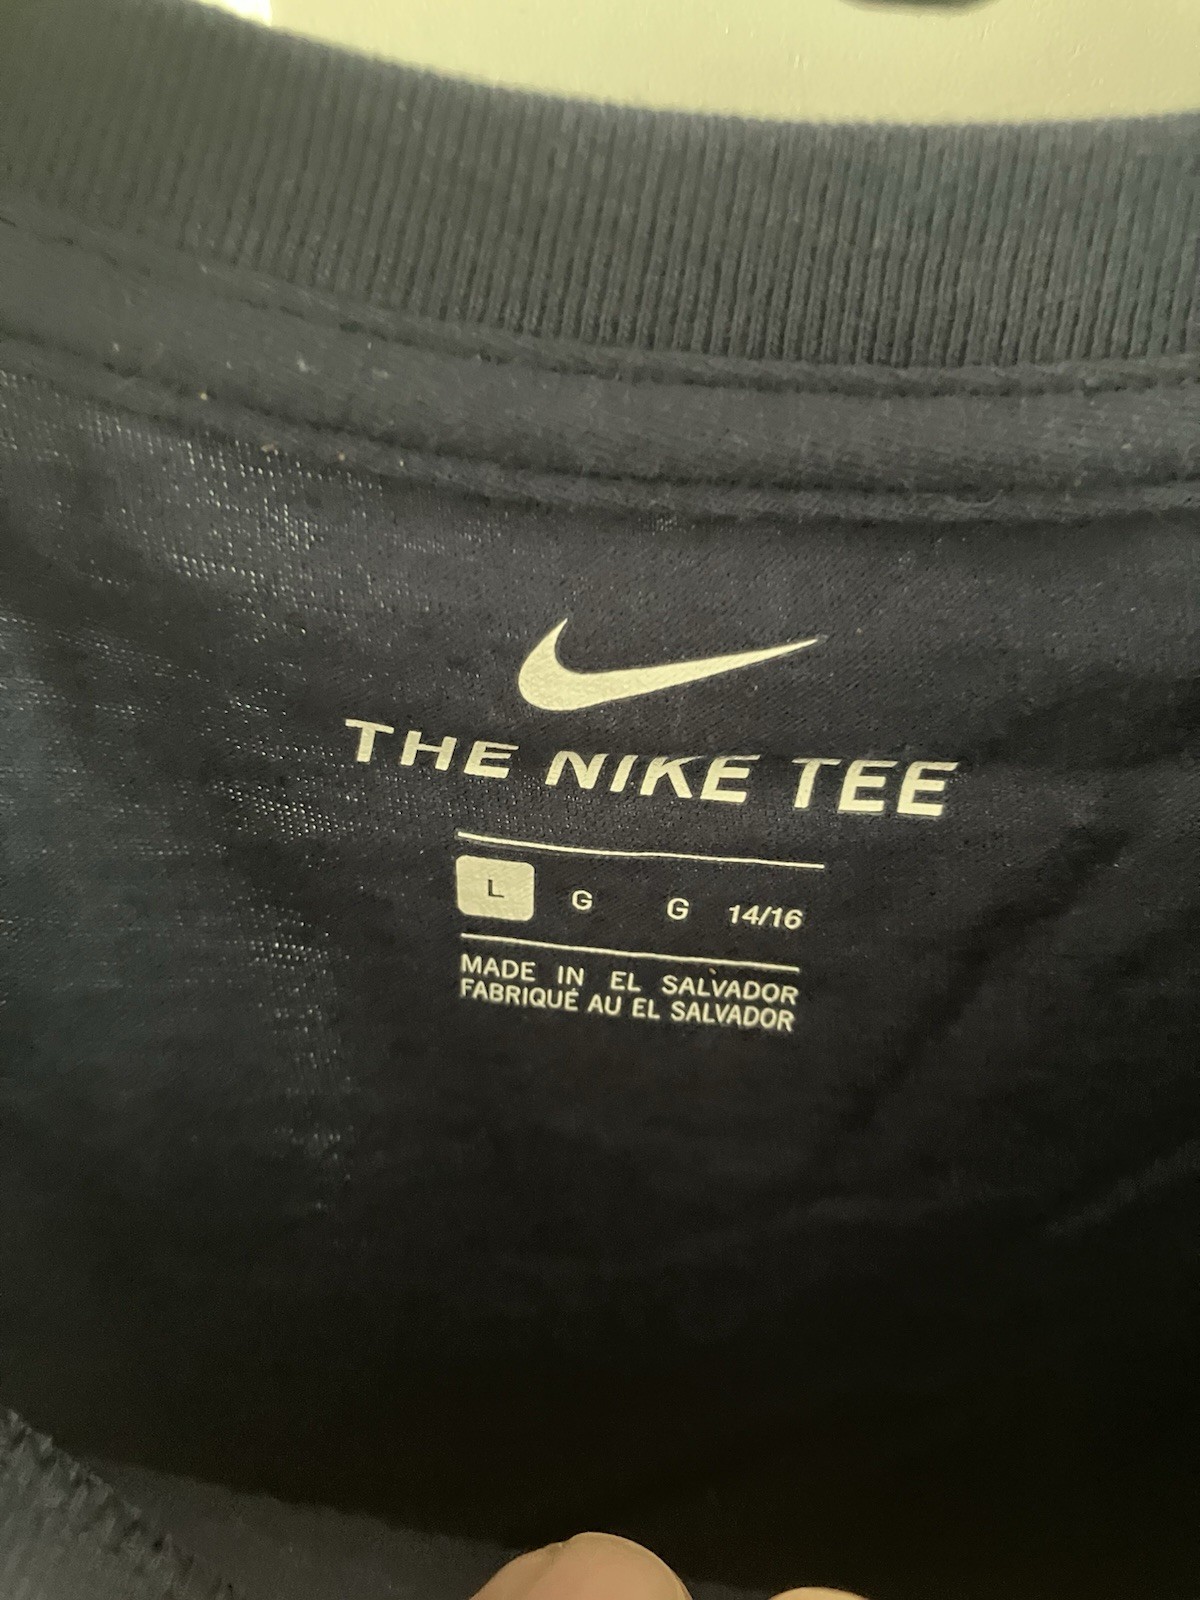 THE NIKE TEE
L G G 14/16
MADE IN EL SALVADOR
FABRIQUÉ AU EL SALVADOR